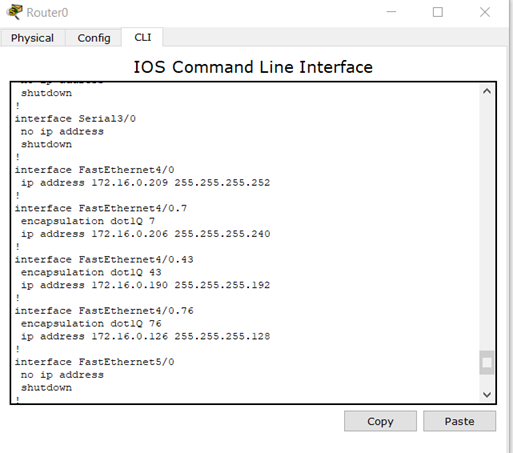 Router0
Physical Config CLI
IOS Command Line Interface
no ip address
shutdown
!
interface Serial3/0
no ip address
shutdown
!
interface FastEthernet4/0
ip address 172.16.0.209 255.255.255.252
!
interface FastEthernet4/0.7
encapsulation dot1Q 7
ip address 172.16.0.206 255.255.255.240
!
interface FastEthernet4/0.43
encapsulation dot1Q 43
ip address 172.16.0.190 255.255.255.192
!
interface FastEthernet4/0.76
encapsulation dot1Q 76
ip address 172.16.0.126 255.255.255.128
!
interface FastEthernet5/0
no ip address
shutdown
!
Copy Paste